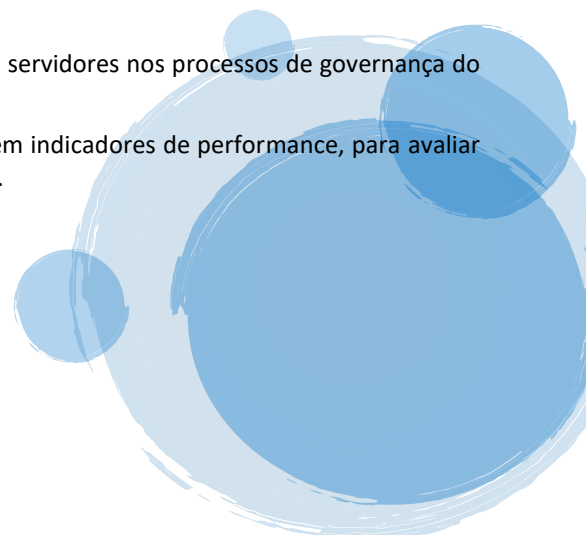 servidores nos processos de governança do
em indicadores de performance, para avaliar
.